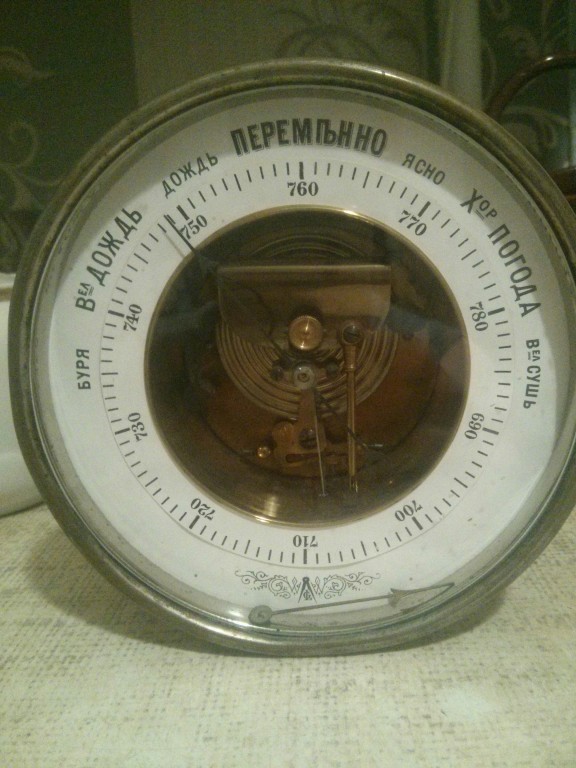 БУРЯ
Вел ДОЖДЬ
ДОЖДЬ
ПЕРЕМѢННО
ЯСНО
Хор ПОГОДА
Вел СУШЬ
690
700
710
720
730
740
750
760
770
780